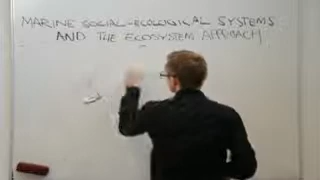 MARINE SOCIAL-ECOLOGICAL SYSTEMS
AND THE ECOSYSTEM APPROACH